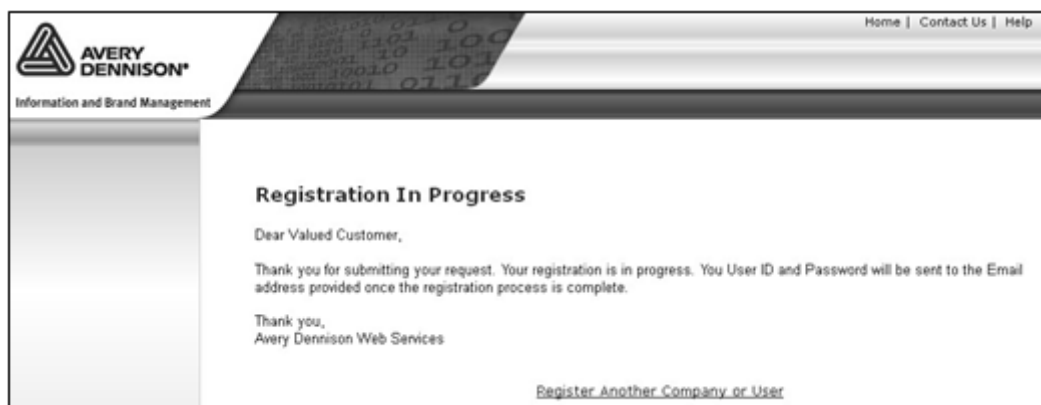 Home | Contact Us | Help
AVERY
DENNISON®
Information and Brand Management
Registration In Progress
Dear Valued Customer,
Thank you for submitting your request. Your registration is in progress. You User ID and Password will be sent to the Email
address provided once the registration process is complete.
Thank you,
Avery Dennison Web Services
Register Another Company or User